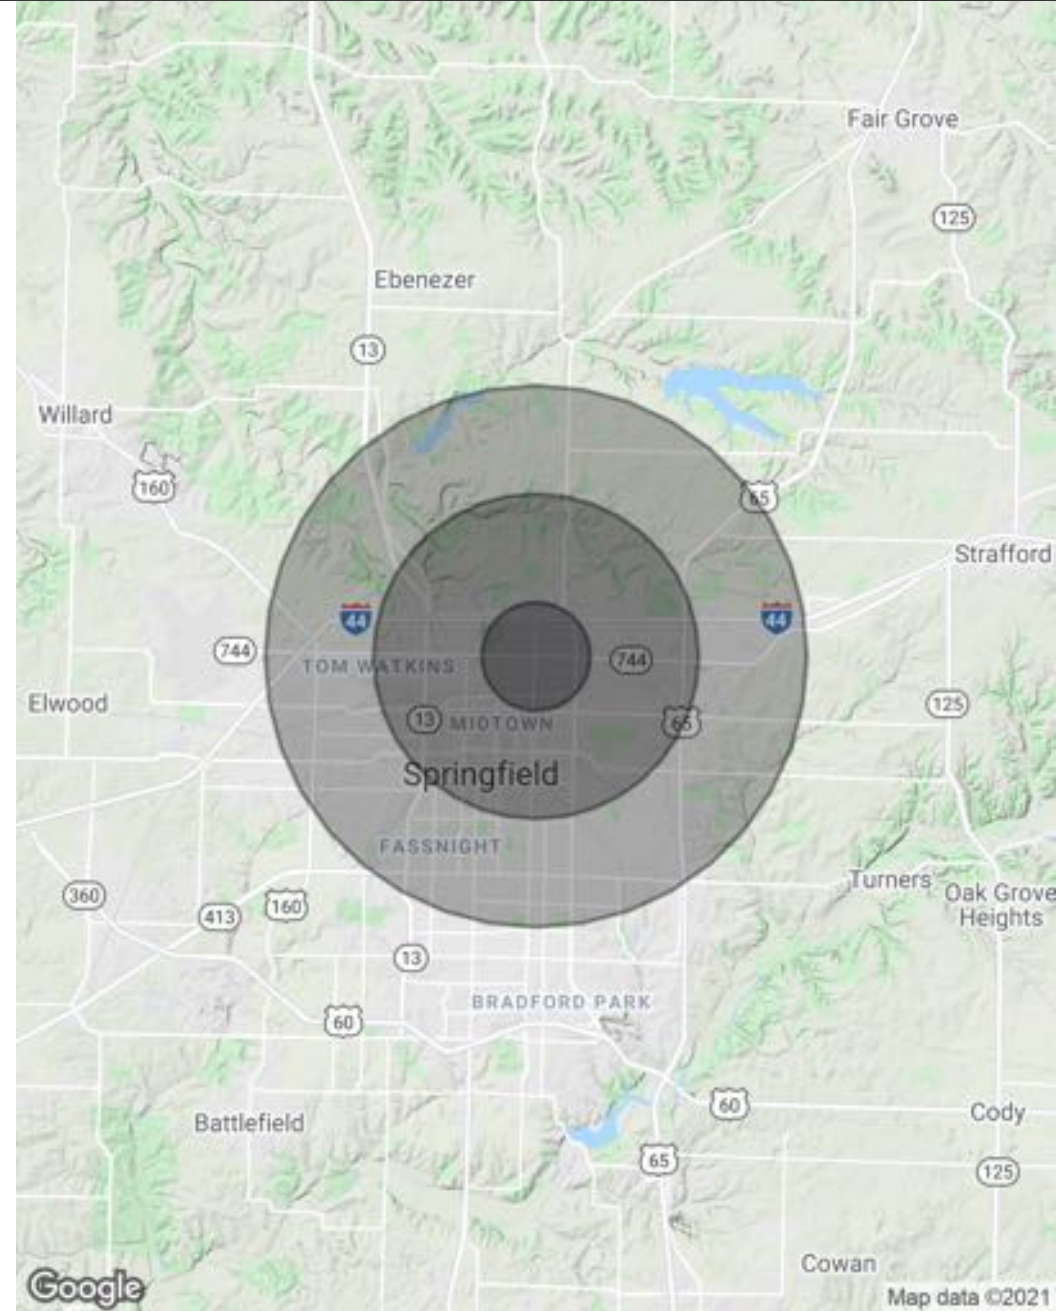 Fair Grove
125
Ebenezer
13
Willard
160
65
Strafford
44
44
744
TOM WATKINS
744
Elwood
125
13
MIDTOWN
65
Springfield
FASSNIGHT
Turners
360
413
160
Oak Grove
Heights
13
BRADFORD PARK
60
60
Battlefield
Cody
65
125
Cowan
Google
Map data ©2021